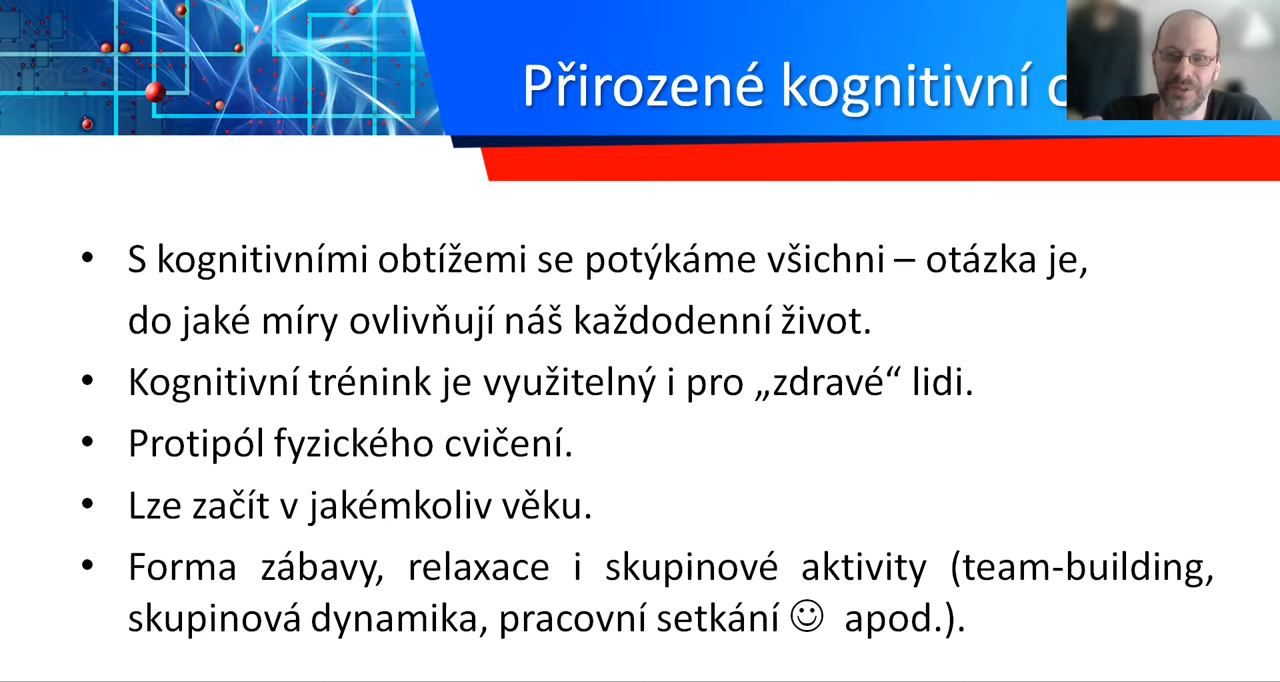 Přirozené kognitivní
• S kognitivními obtížemi se potýkáme všichni – otázka je,
do jaké míry ovlivňují náš každodenní život.
• Kognitivní trénink je využitelný i pro „zdravé“ lidi.
• Protipól fyzického cvičení.
• Lze začít v jakémkoliv věku.
• Forma zábavy, relaxace i skupinové aktivity (team-building,
skupinová dynamika, pracovní setkání ☺ apod.).